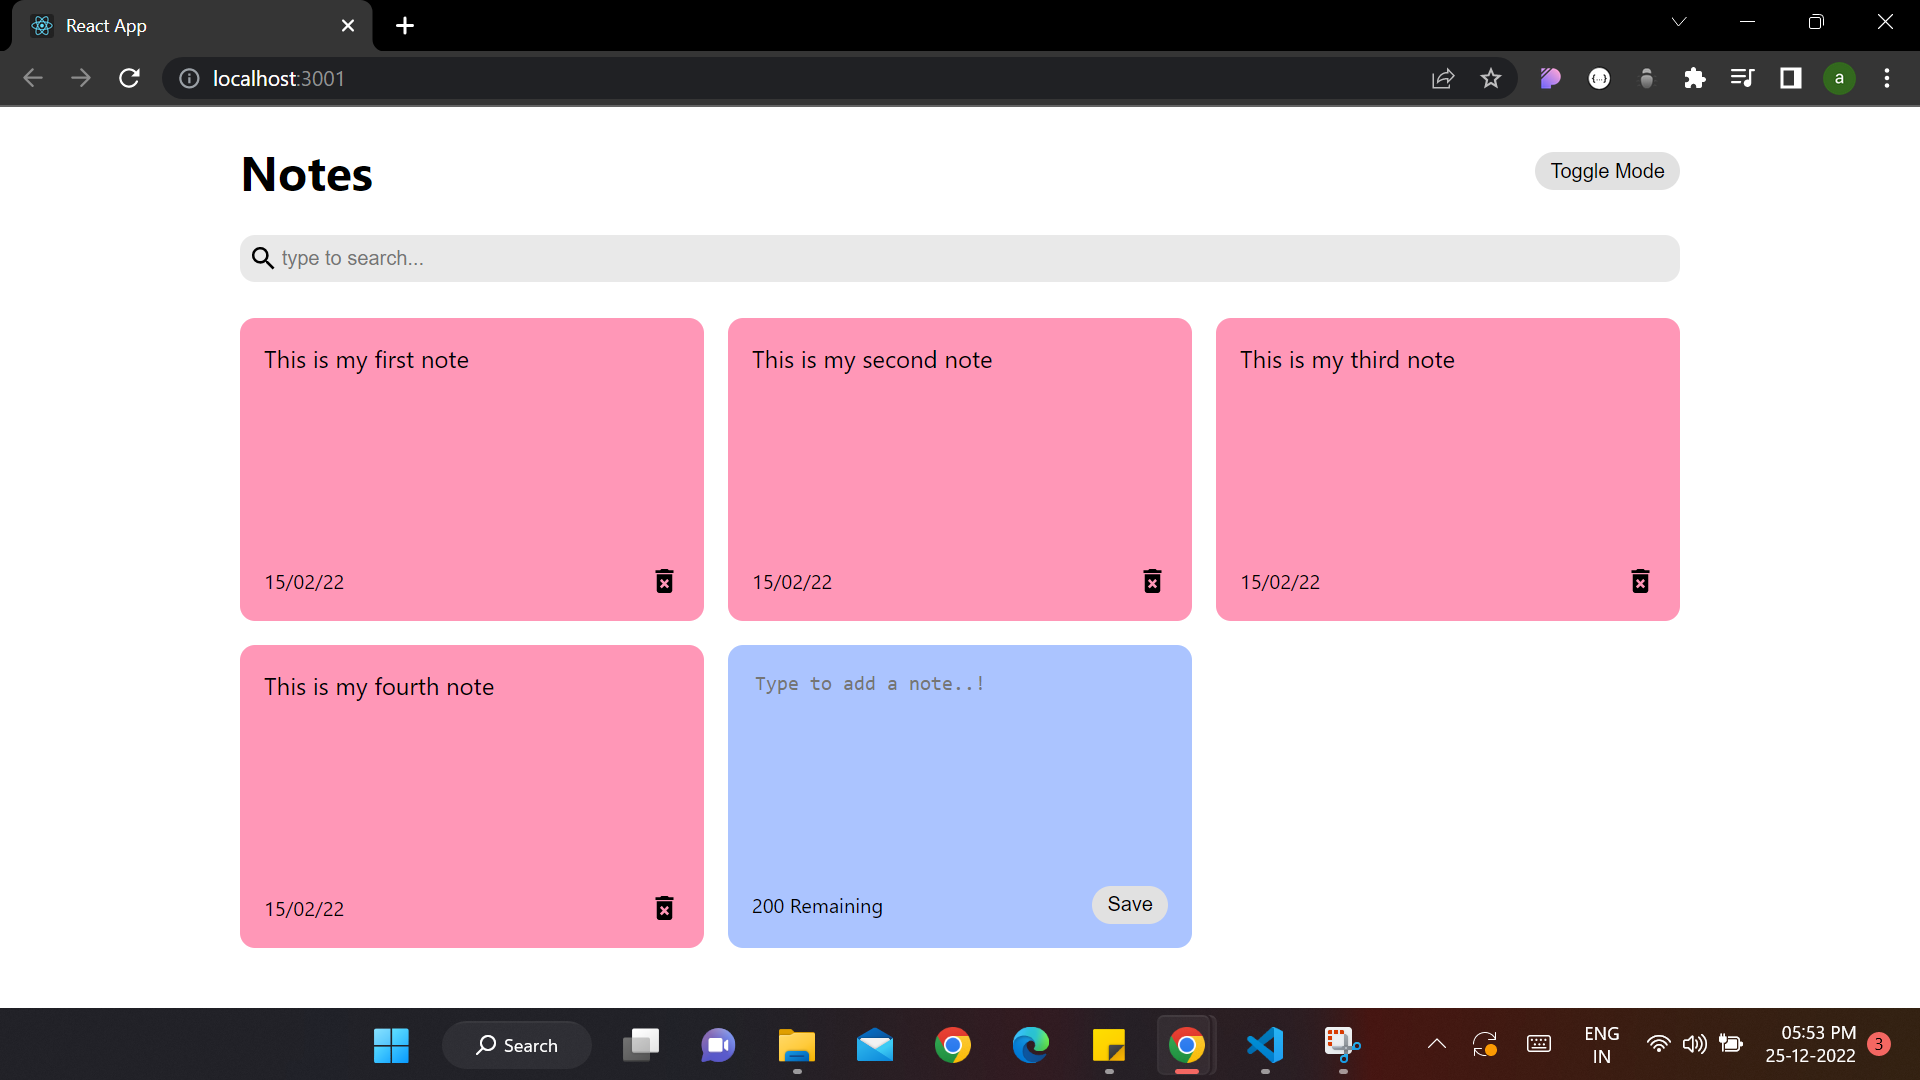 React App
localhost:3001
a
Notes
Toggle Mode
type to search...
This is my first note
This is my second note
This is my third note
15/02/22
15/02/22
15/02/22
This is my fourth note
Type to add a note..!
15/02/22
200 Remaining
Save
Search
ENG
IN
05:53 PM
25-12-2022
3